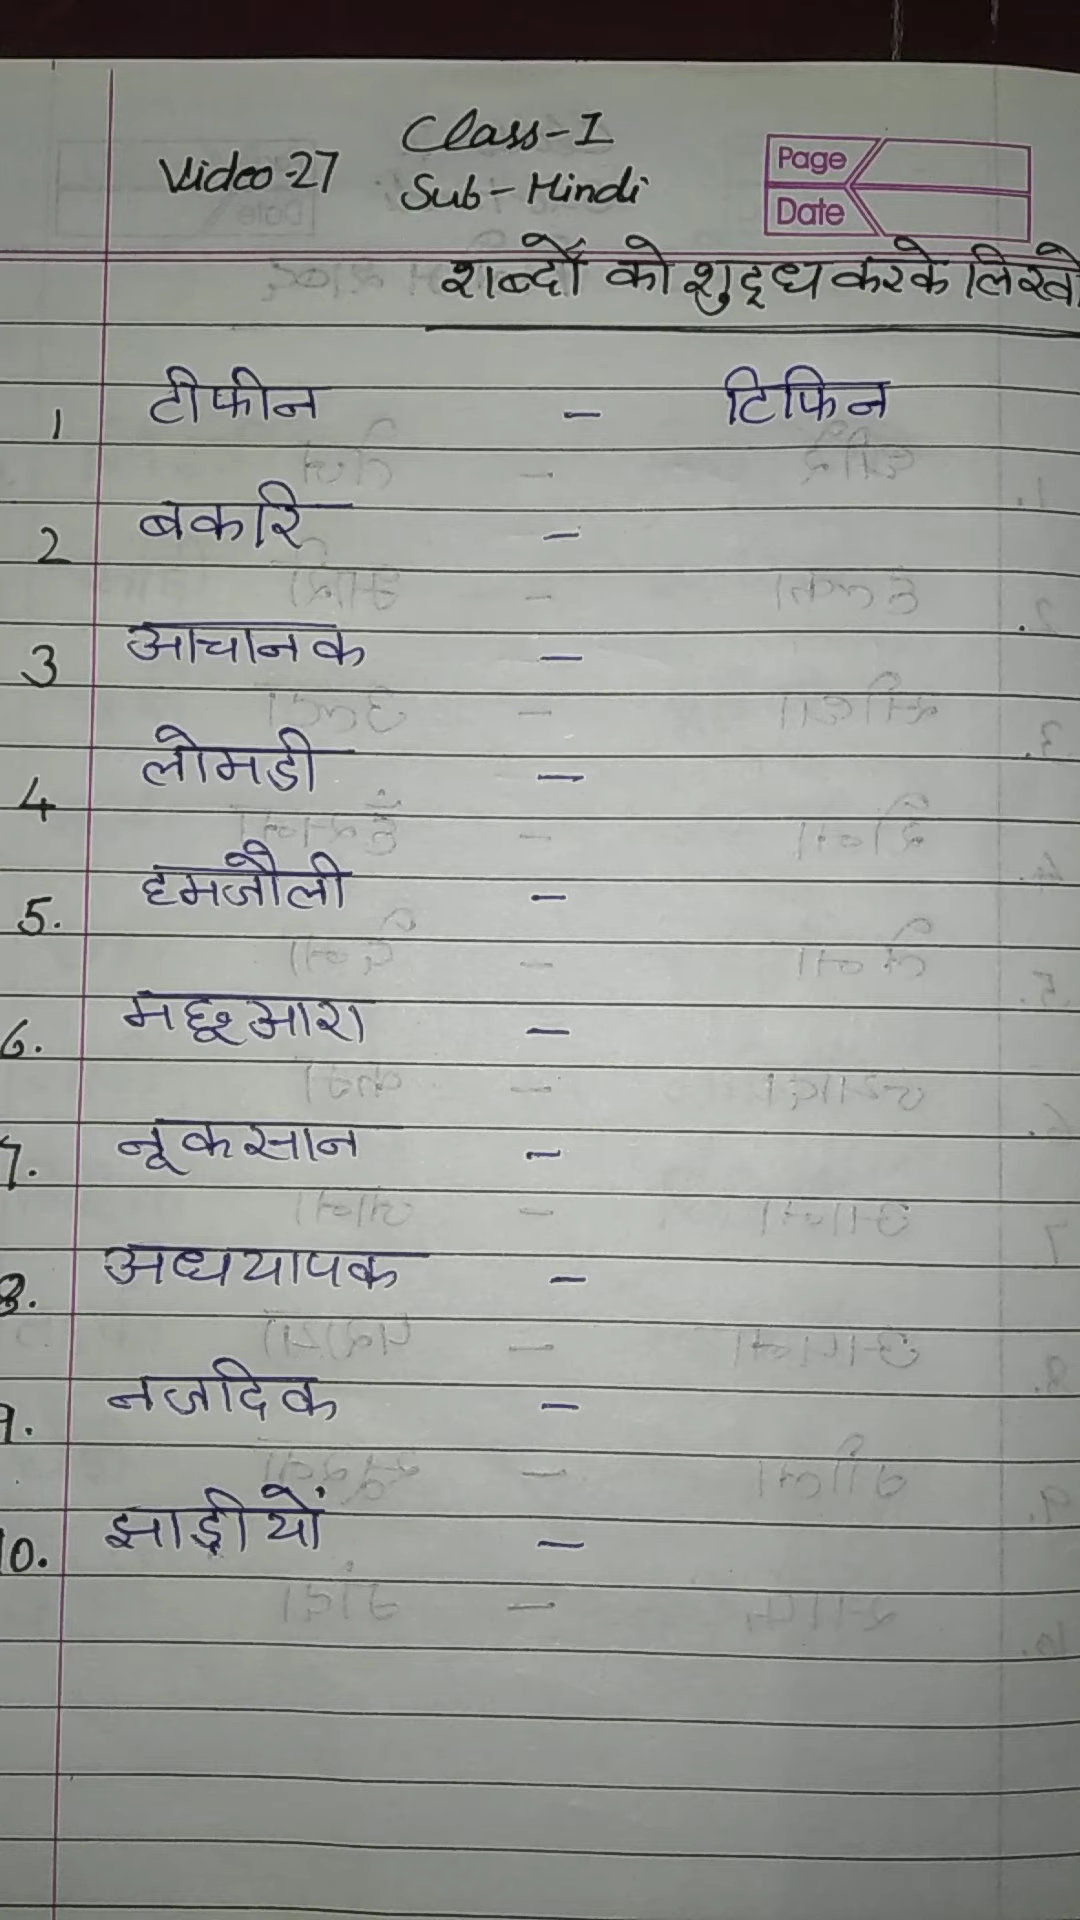 Class-I
Video-27
Sub-Hindi
Page
Date
शब्दों को शुद्ध करके लिखो
1 टीफीन - टिफिन
2 बकरि -
3 आचानक -
4 लोमडी -
5. हमजौली -
6. मछूआरा -
7. नूकसान -
8. अधयापक -
9. नजदिक -
10. झाड़ीयों -